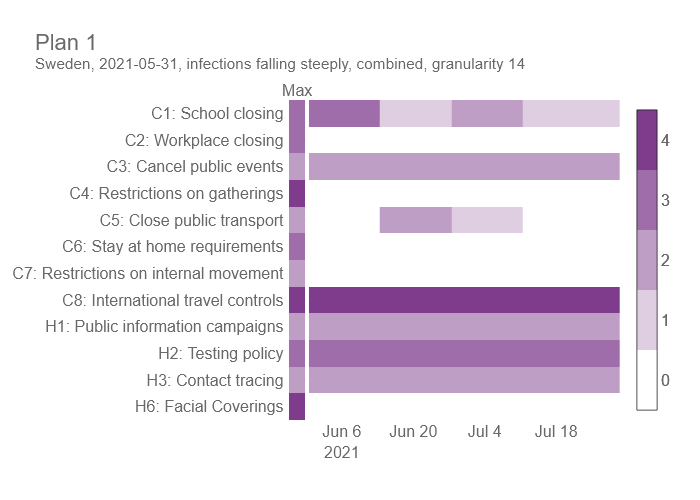 Plan 1
Sweden, 2021-05-31, infections falling steeply, combined, granularity 14
Max
C1: School closing
C2: Workplace closing
C3: Cancel public events
C4: Restrictions on gatherings
C5: Close public transport
C6: Stay at home requirements
C7: Restrictions on internal movement
C8: International travel controls
H1: Public information campaigns
H2: Testing policy
H3: Contact tracing
H6: Facial Coverings
4
3
2
1
0
Jun 6 Jun 20 Jul 4 Jul 18
2021